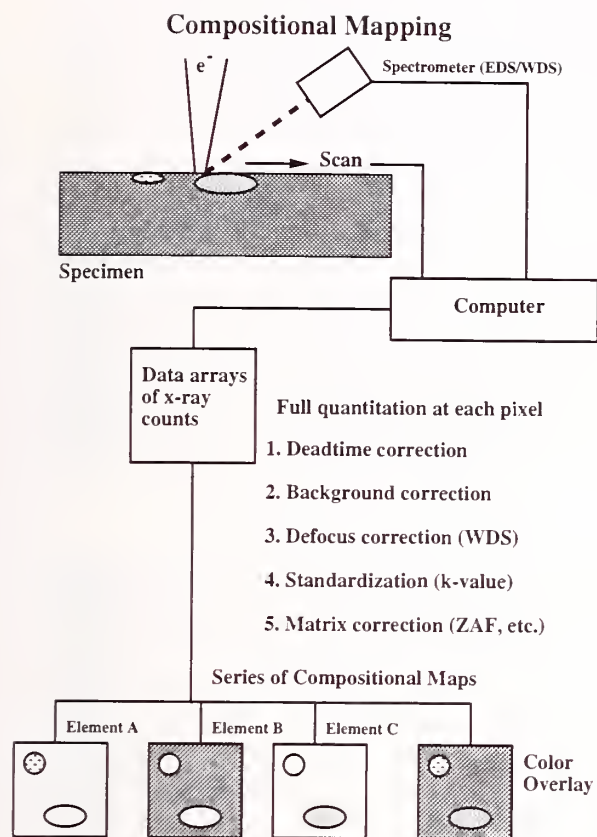 Compositional Mapping
e-
Spectrometer (EDS/WDS)
Scan
Specimen
Computer
Data arrays
of x-ray
counts
Full quantitation at each pixel
1. Deadtime correction
2. Background correction
3. Defocus correction (WDS)
4. Standardization (k-value)
5. Matrix correction (ZAF, etc.)
Series of Compositional Maps
Element A
Element B
Element C
Color
Overlay